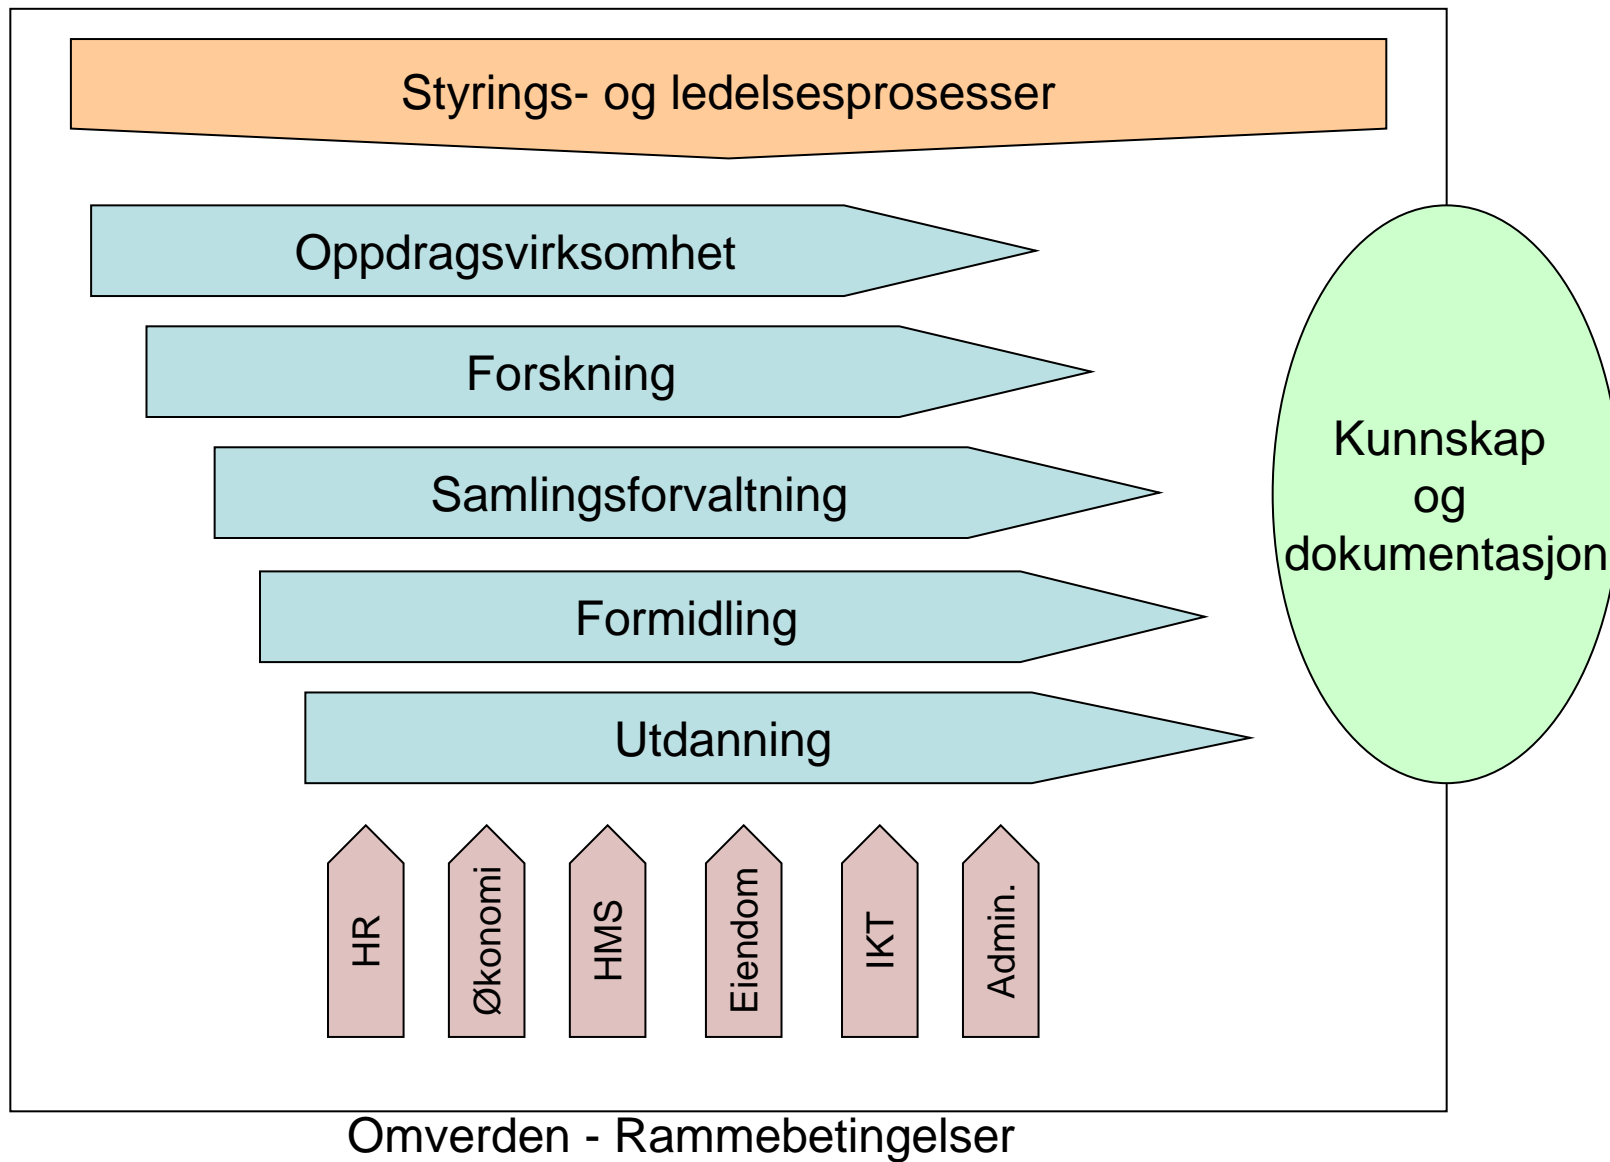 Styrings- og ledelsesprosesser
Oppdragsvirksomhet
Forskning
Samlingsforvaltning
Formidling
Utdanning
Kunnskap
og
dokumentasjon
HR
Økonomi
HMS
Eiendom
IKT
Admin.
Omverden - Rammebetingelser